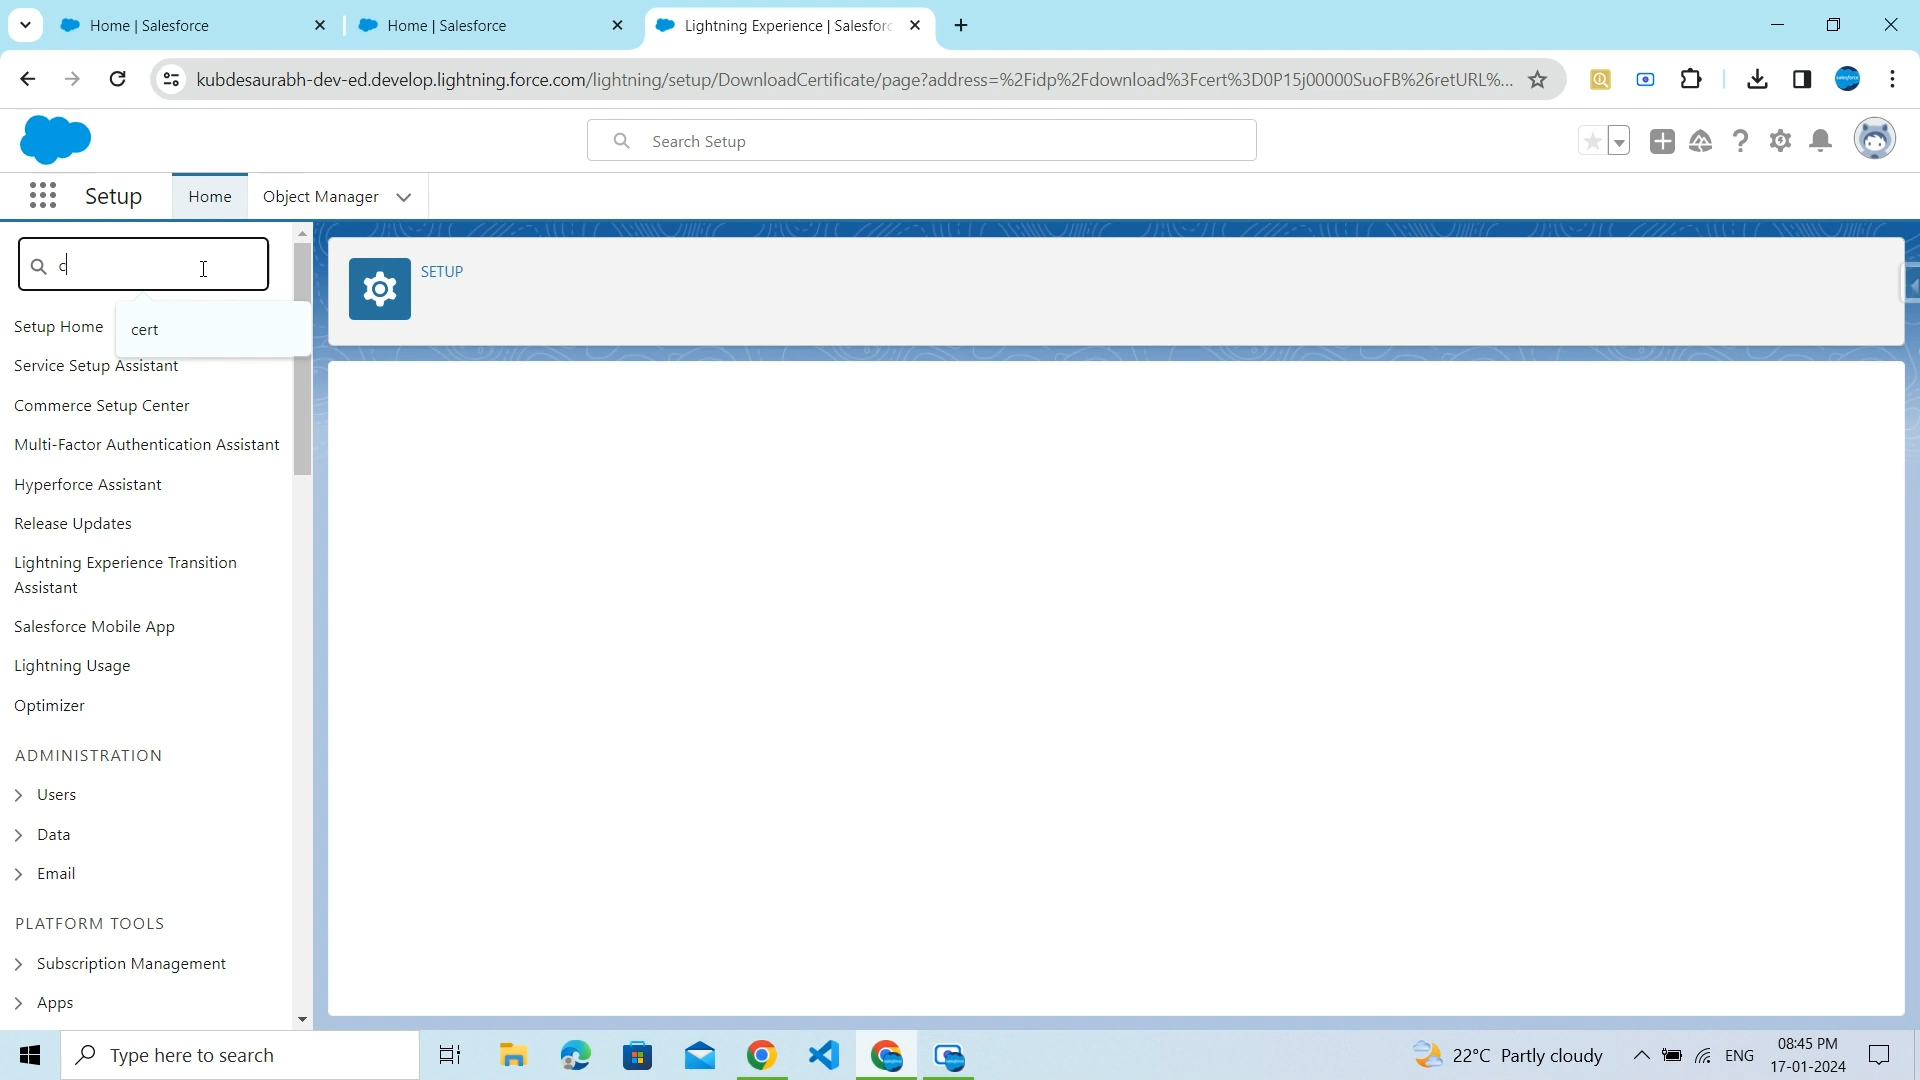 Home | Salesforce
Home | Salesforce
Lightning Experience | Salesforc
kubdesaurabh-dev-ed.develop.lightning.force.com/lightning/setup/DownloadCertificate/page?address=%2Fidp%2Fdownload%3Fcert%3D0P15j00000SuoFB%26retURL%...
Search Setup
Setup
Home
Object Manager
c
SETUP
cert
Setup Home
Service Setup Assistant
Commerce Setup Center
Multi-Factor Authentication Assistant
Hyperforce Assistant
Release Updates
Lightning Experience Transition
Assistant
Salesforce Mobile App
Lightning Usage
Optimizer
ADMINISTRATION
Users
Data
Email
PLATFORM TOOLS
Subscription Management
Apps
Type here to search
22°C Partly cloudy
ENG
08:45 PM
17-01-2024